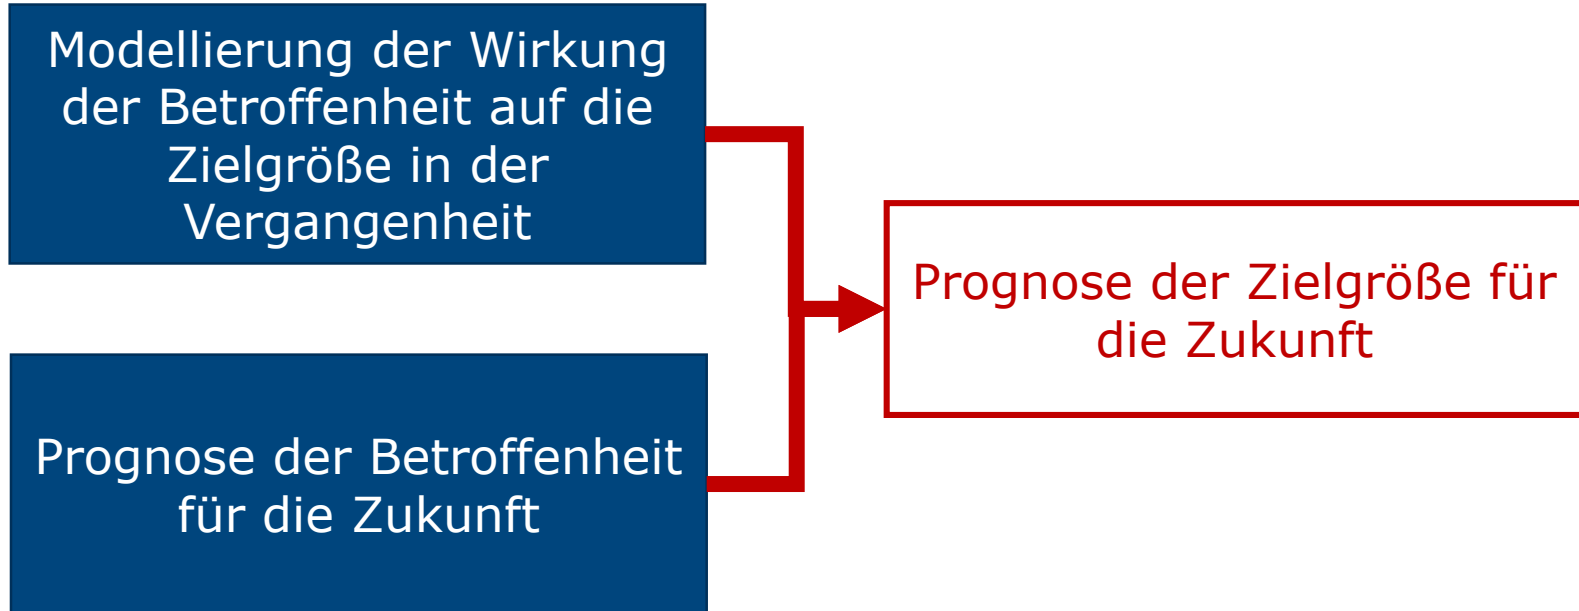 Modellierung der Wirkung
der Betroffenheit auf die
Zielgröße in der
Vergangenheit
Prognose der Betroffenheit
für die Zukunft
Prognose der Zielgröße für
die Zukunft